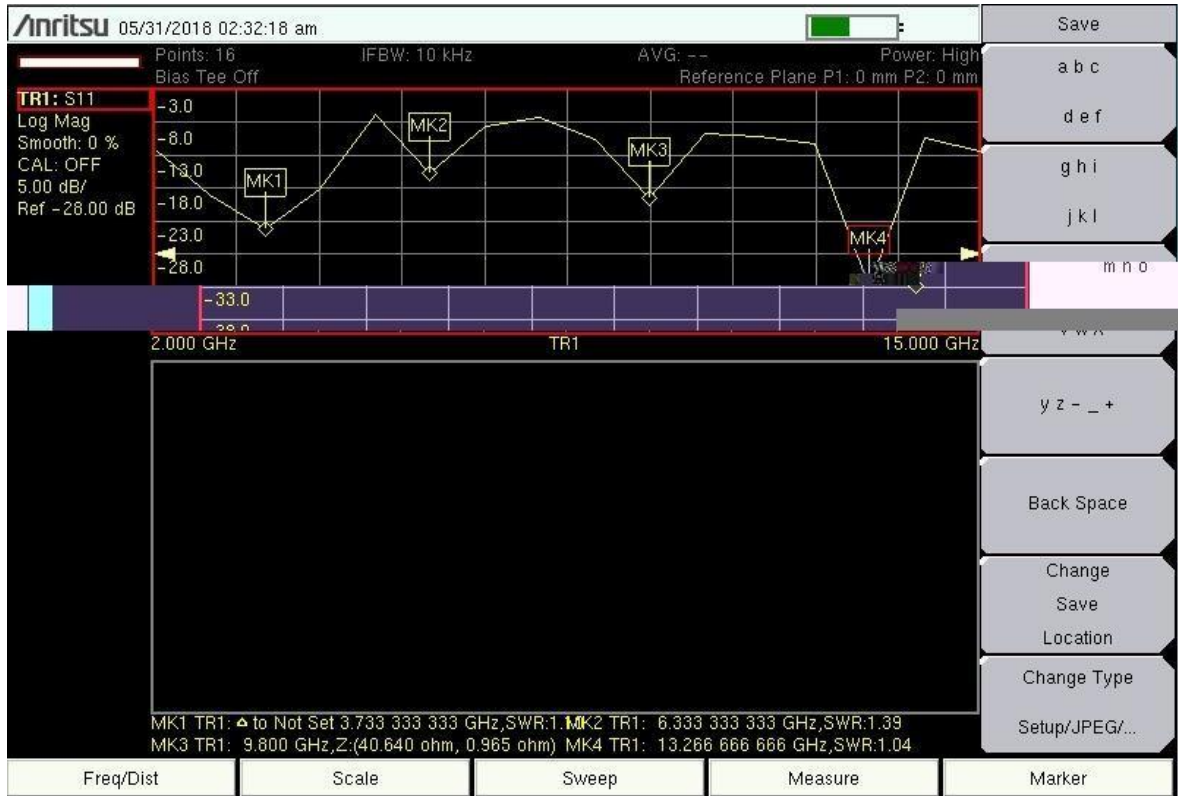 Anritsu 05/31/2018 02:32:18 am
Save
Points: 16 IFBW: 10 kHz AVG: -- Power: High
Bias Tee Off Reference Plane P1: 0 mm P2: 0 mm
TR1: S11
Log Mag
Smooth: 0 %
CAL: OFF
5.00 dB/
Ref -28.00 dB
-3.0
-8.0
-13.0
-18.0
-23.0
-28.0
-33.0
MK1
MK2
MK3
MK4
2.000 GHz TR1 15.000 GHz
a b c
d e f
g h i
j k l
m n o
y z - _ +
Back Space
Change
Save
Location
Change Type
Setup/JPEG/...
MK1 TR1: to Not Set 3.733 333 333 GHz,SWR:1. MK2 TR1: 6.333 333 333 GHz,SWR:1.39
MK3 TR1: 9.800 GHz,Z:(40.640 ohm, 0.965 ohm) MK4 TR1: 13.266 666 666 GHz,SWR:1.04
Freq/Dist Scale Sweep Measure Marker